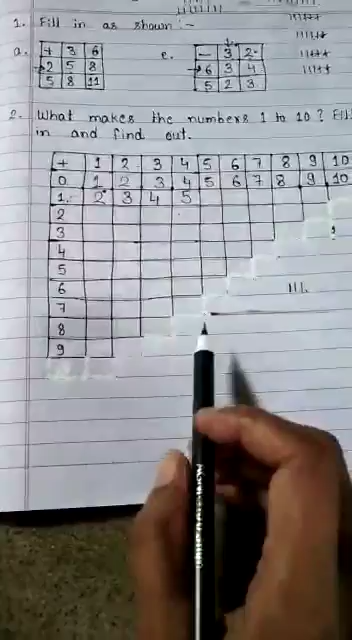 1. Fill in as shown :-
a. e.
+ 3 6 - 3 2
2 5 8 6 3 4
5 8 11 5 2 3
2. What makes the numbers 1 to 10 ? Fill
in and find out.
+ 1 2 3 4 5 6 7 8 9 10
0 1 2 3 4 5 6 7 8 9 10
1 2 3 4 5
2
3
4
5
6
7
8
9